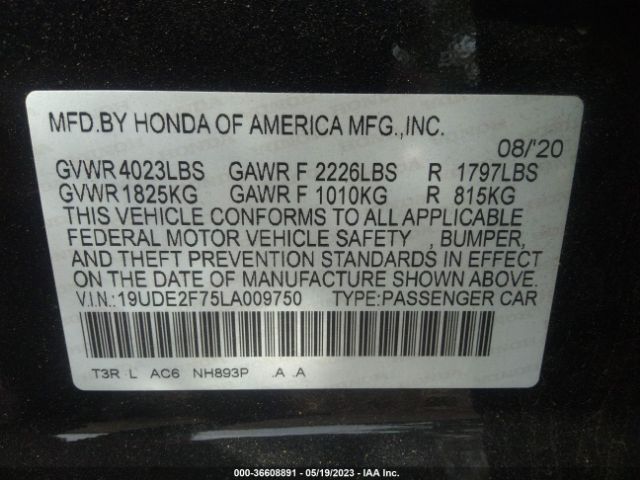 MFD.BY HONDA OF AMERICA MFG.,INC.
08/'20
GVWR 4023LBS GAWR F 2226LBS R 1797LBS
GVWR 1825KG GAWR F 1010KG R 815KG
THIS VEHICLE CONFORMS TO ALL APPLICABLE
FEDERAL MOTOR VEHICLE SAFETY , BUMPER,
AND THEFT PREVENTION STANDARDS IN EFFECT
ON THE DATE OF MANUFACTURE SHOWN ABOVE.
V.I.N.: 19UDE2F75LA009750 TYPE:PASSENGER CAR
T3R L AC6 NH893P .A .A
000-36608891 - 05/19/2023 - IAA Inc.